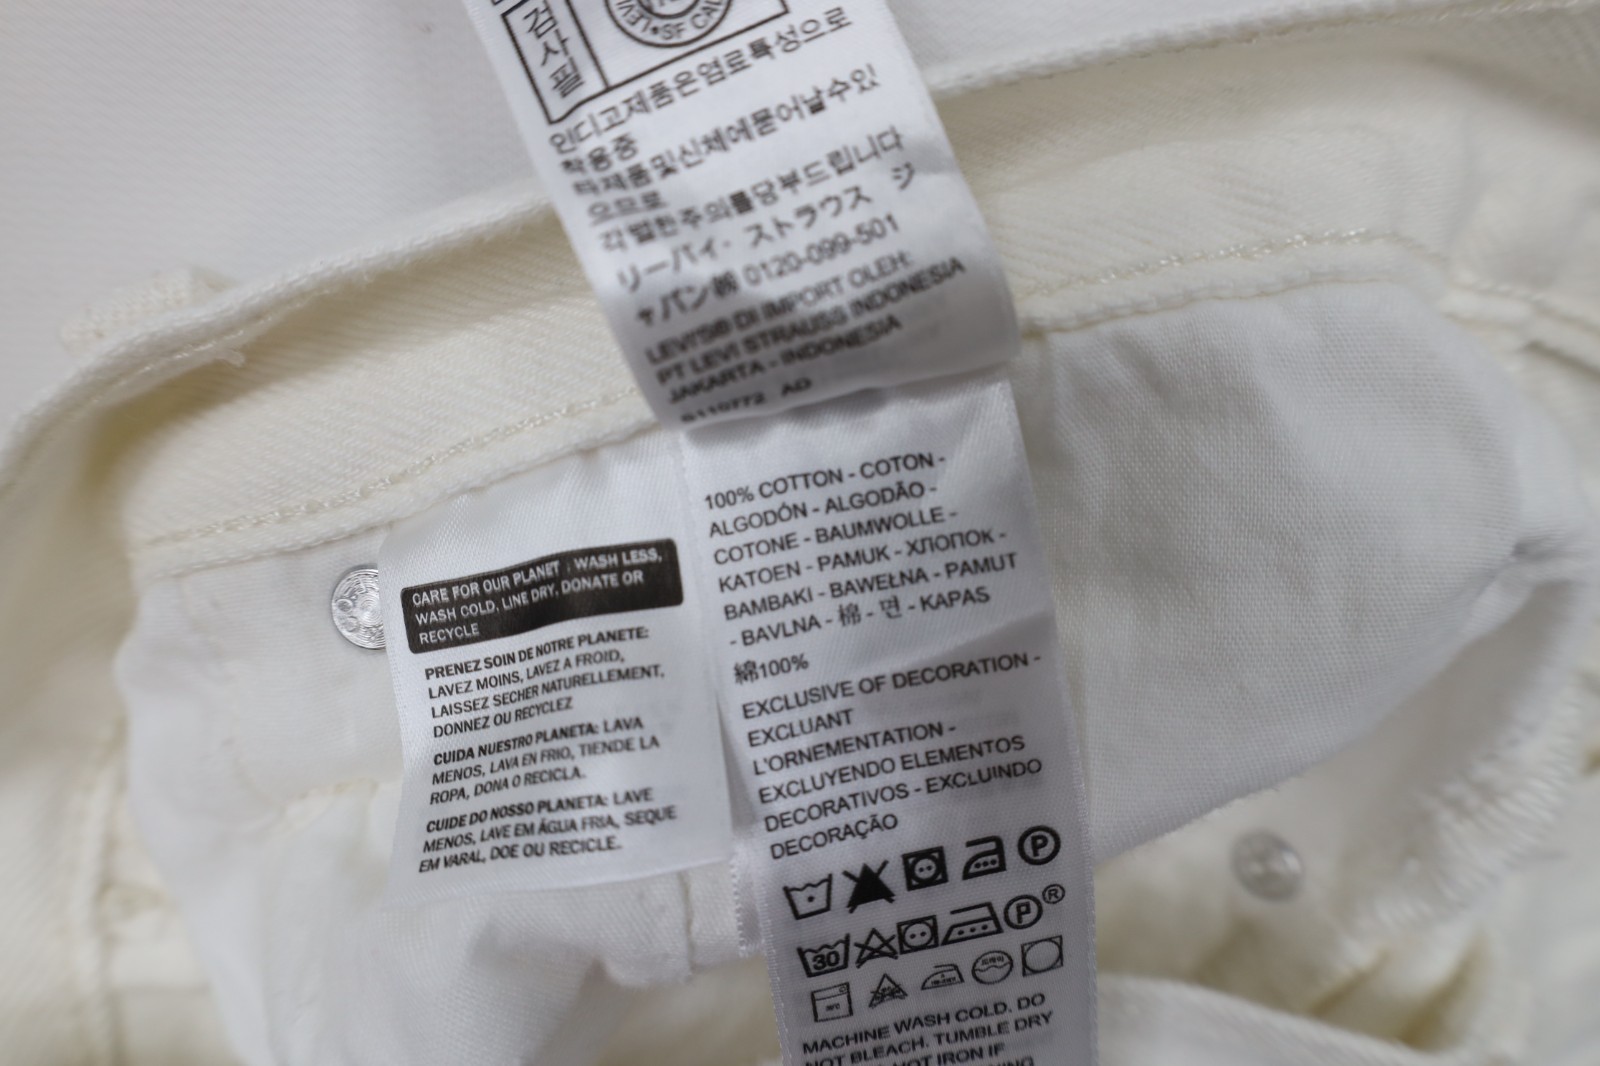 검
사
필
LEVI
SF CAL
인디고제품은염료특성으로
착용중
타제품및신체에묻어날수있
으므로
각별한주의를당부드립니다
リーバイ・ストラウス ジ
ャパン㈱ 0120-099-501
LEVI'S® DI IMPORT OLEH:
PT LEVI STRAUSS INDONESIA
JAKARTA - INDONESIA
AO
100% COTTON - COTON -
ALGODÓN - ALGODÃO -
COTONE - BAUMWOLLE -
KATOEN - PAMUK - ХЛОПОК -
BAMBAKI - BAWEŁNA - PAMUT
- BAVLNA - 棉 - 면 - KAPAS
綿100%
EXCLUSIVE OF DECORATION -
EXCLUANT
L'ORNEMENTATION -
EXCLUYENDO ELEMENTOS
DECORATIVOS - EXCLUINDO
DECORAÇÃO
P
30 P®
MACHINE WASH COLD. DO
NOT BLEACH. TUMBLE DRY
HOT IRON IF
CARE FOR OUR PLANET : WASH LESS,
WASH COLD, LINE DRY, DONATE OR
RECYCLE
PRENEZ SOIN DE NOTRE PLANETE:
LAVEZ MOINS, LAVEZ A FROID,
LAISSEZ SECHER NATURELLEMENT,
DONNEZ OU RECYCLEZ
CUIDA NUESTRO PLANETA: LAVA
MENOS, LAVA EN FRIO, TIENDE LA
ROPA, DONA O RECICLA.
CUIDE DO NOSSO PLANETA: LAVE
MENOS, LAVE EM ÁGUA FRIA, SEQUE
EM VARAL, DOE OU RECICLE.